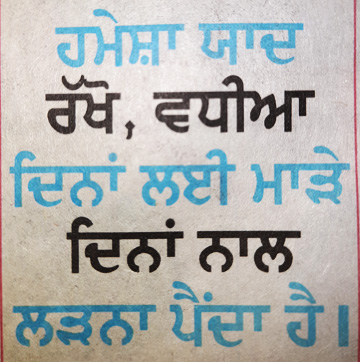 ਹਮੇਸ਼ਾ ਯਾਦ
ਰੱਖੋ, ਵਧੀਆ
ਦਿਨਾਂ ਲਈ ਮਾੜੇ
ਦਿਨਾਂ ਨਾਲ
ਲੜਨਾ ਪੈਂਦਾ ਹੈ।